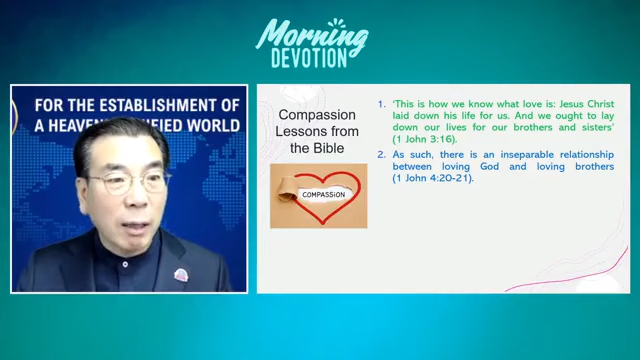 Morning
DEVOTION
FOR THE ESTABLISHMENT OF
A HEAVEN IFIED WORLD
Compassion
Lessons from
the Bible
COMPASSION
1. 'This is how we know what love is: Jesus Christ
laid down his life for us. And we ought to lay
down our lives for our brothers and sisters'
(1 John 3:16).
2. As such, there is an inseparable relationship
between loving God and loving brothers
(1 John 4:20-21).